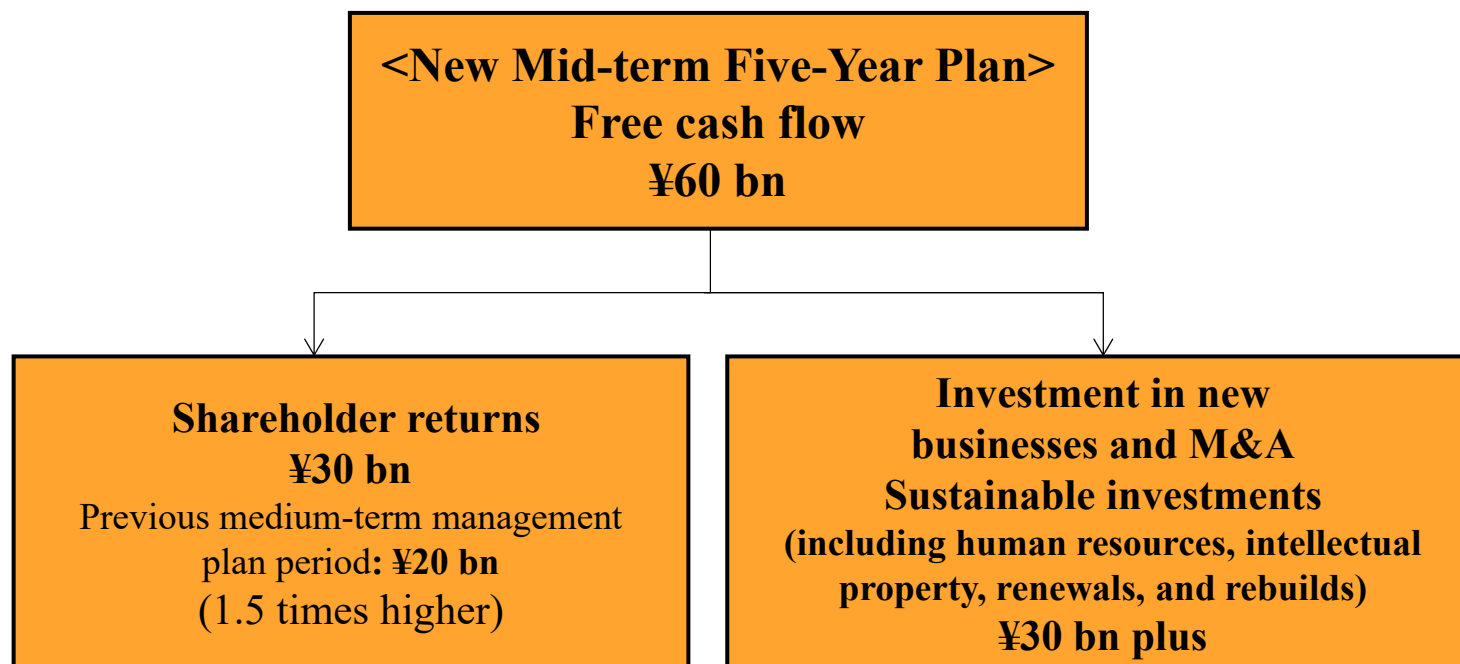 <New Mid-term Five-Year Plan>
Free cash flow
¥60 bn
Shareholder returns
¥30 bn
Previous medium-term management
plan period: ¥20 bn
(1.5 times higher)
Investment in new
businesses and M&A
Sustainable investments
(including human resources, intellectual
property, renewals, and rebuilds)
¥30 bn plus